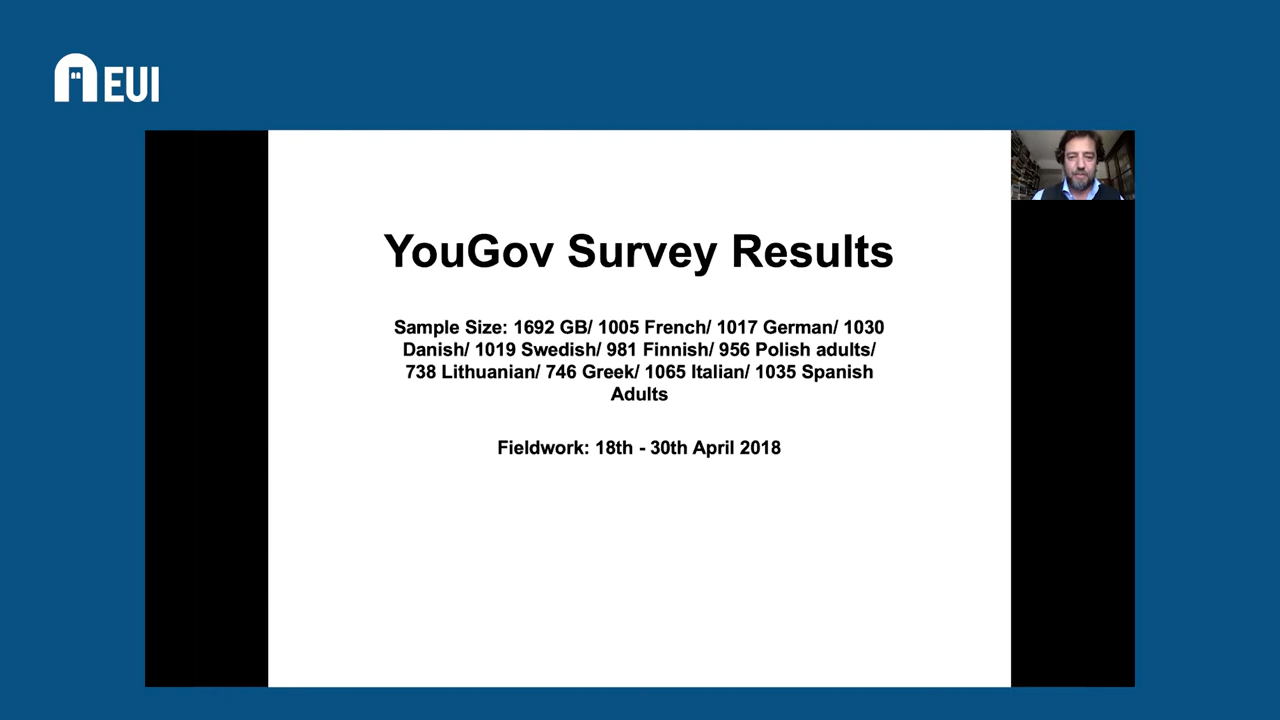 EUI
YouGov Survey Results
Sample Size: 1692 GB/ 1005 French/ 1017 German/ 1030
Danish/ 1019 Swedish/ 981 Finnish/ 956 Polish adults/
738 Lithuanian/ 746 Greek/ 1065 Italian/ 1035 Spanish
Adults
Fieldwork: 18th - 30th April 2018